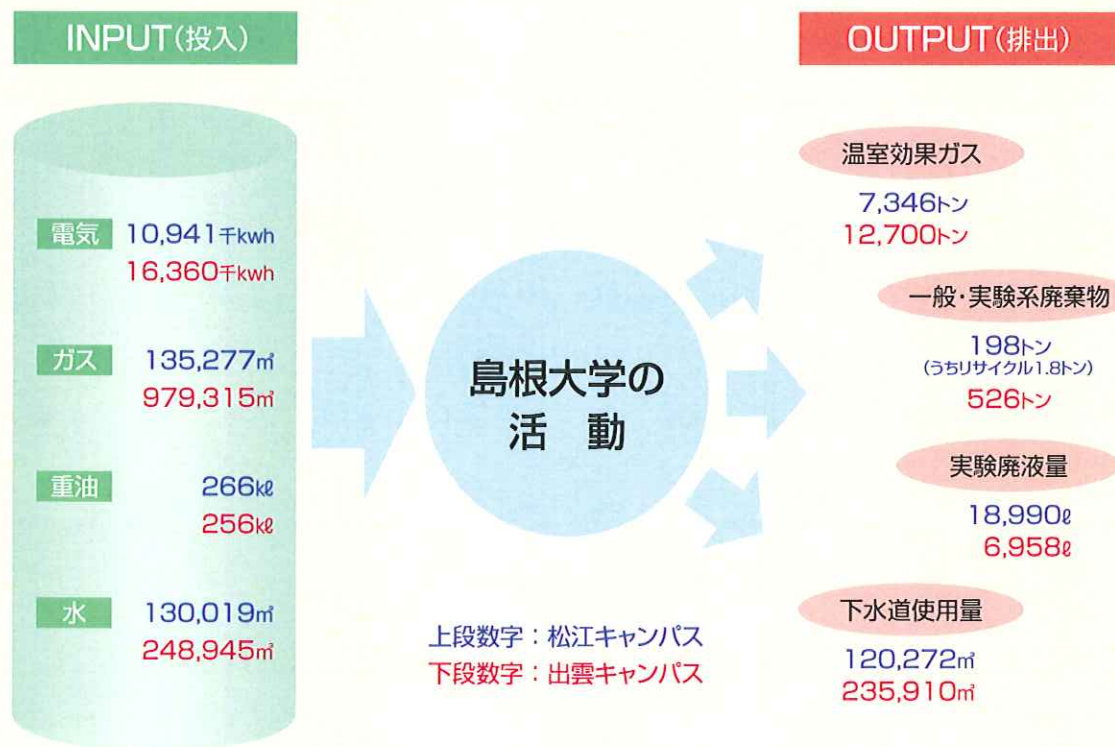 INPUT(投入)
電気 10,941千kwh
16,360千kwh
ガス 135,277㎥
979,315㎥
重油 266kℓ
256kℓ
水 130,019㎥
248,945㎥
島根大学の
活 動
上段数字：松江キャンパス
下段数字：出雲キャンパス
OUTPUT(排出)
温室効果ガス
7,346トン
12,700トン
一般・実験系廃棄物
198トン
(うちリサイクル1.8トン)
526トン
実験廃液量
18,990ℓ
6,958ℓ
下水道使用量
120,272㎥
235,910㎥